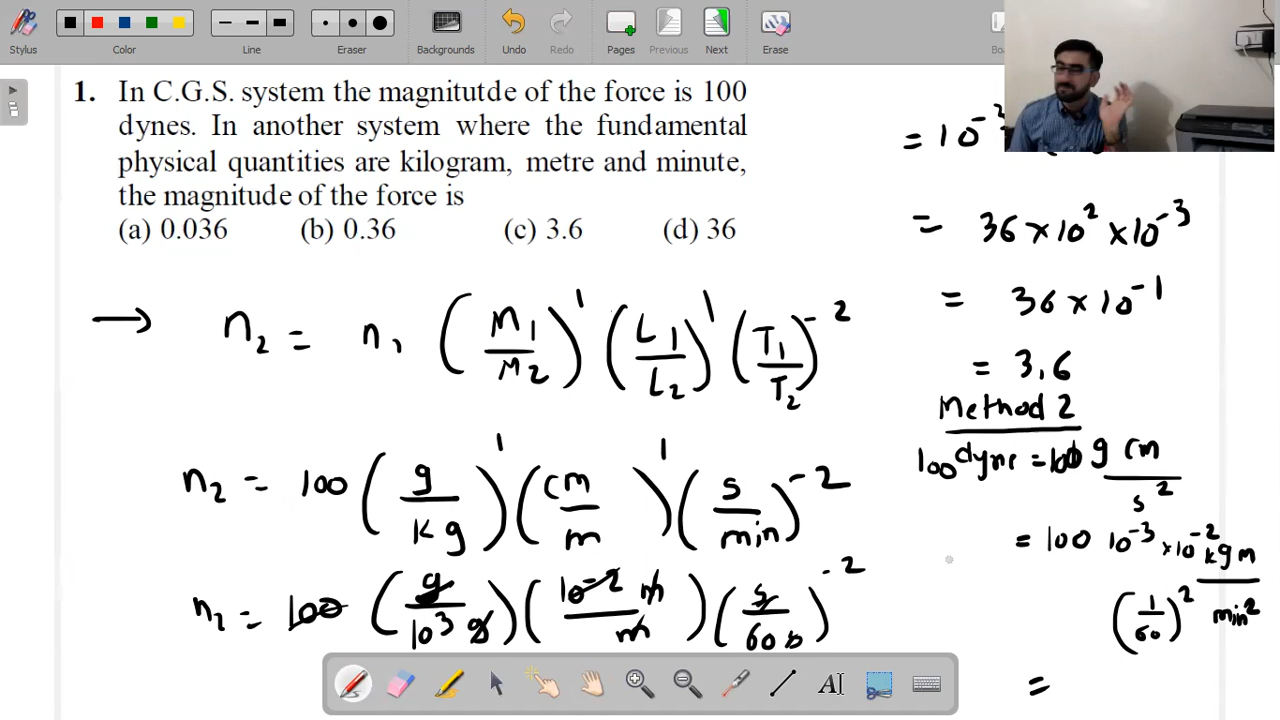 Stylus Color Line Eraser Backgrounds Undo Redo Pages Previous Next Erase
1. In C.G.S. system the magnitutde of the force is 100
dynes. In another system where the fundamental
physical quantities are kilogram, metre and minute,
the magnitude of the force is
(a) 0.036 (b) 0.36 (c) 3.6 (d) 36
→ n₂ = n₁ (M₁/M₂)¹ (L₁/L₂)¹ (T₁/T₂)⁻²
n₂ = 100 (g/kg)¹ (cm/m)¹ (s/min)⁻²
n₂ = 100 (g/10³ g) (10⁻² m/m) (s/60 s)⁻²
= 10⁻²
= 36 × 10² × 10⁻³
= 36 × 10⁻¹
= 3.6
Method 2
100 dyne = 100 g cm/s²
= 100 10⁻³ × 10⁻² kg m/(1/60)² min²
=